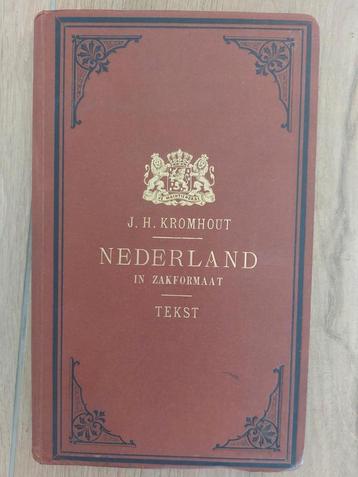 J. H. KROMHOUT
NEDERLAND
IN ZAKFORMAAT
TEKST